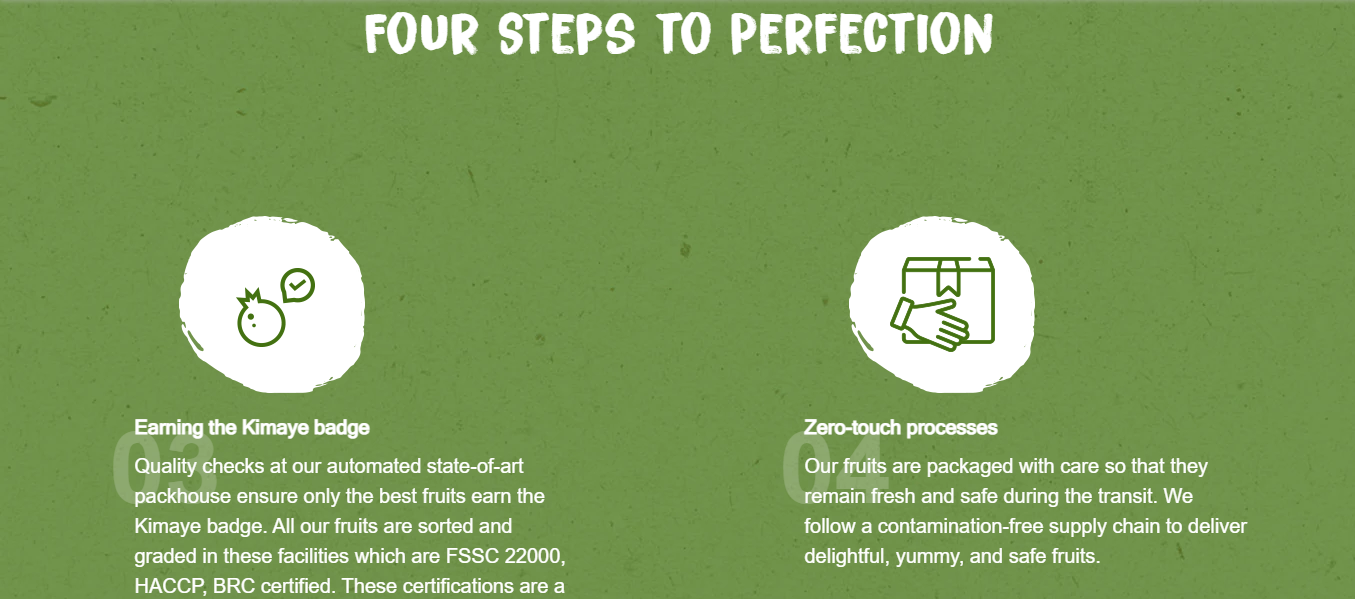 FOUR STEPS TO PERFECTION
03
Earning the Kimaye badge
Quality checks at our automated state-of-art
packhouse ensure only the best fruits earn the
Kimaye badge. All our fruits are sorted and
graded in these facilities which are FSSC 22000,
HACCP, BRC certified. These certifications are a
04
Zero-touch processes
Our fruits are packaged with care so that they
remain fresh and safe during the transit. We
follow a contamination-free supply chain to deliver
delightful, yummy, and safe fruits.